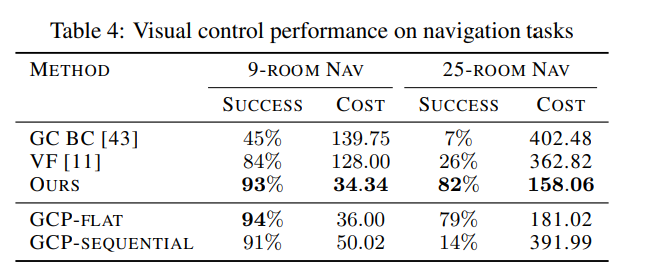 Table 4: Visual control performance on navigation tasks
METHOD 9-ROOM NAV 25-ROOM NAV
SUCCESS COST SUCCESS COST
GC BC [43] 45% 139.75 7% 402.48
VF [11] 84% 128.00 26% 362.82
OURS 93% 34.34 82% 158.06
GCP-FLAT 94% 36.00 79% 181.02
GCP-SEQUENTIAL 91% 50.02 14% 391.99